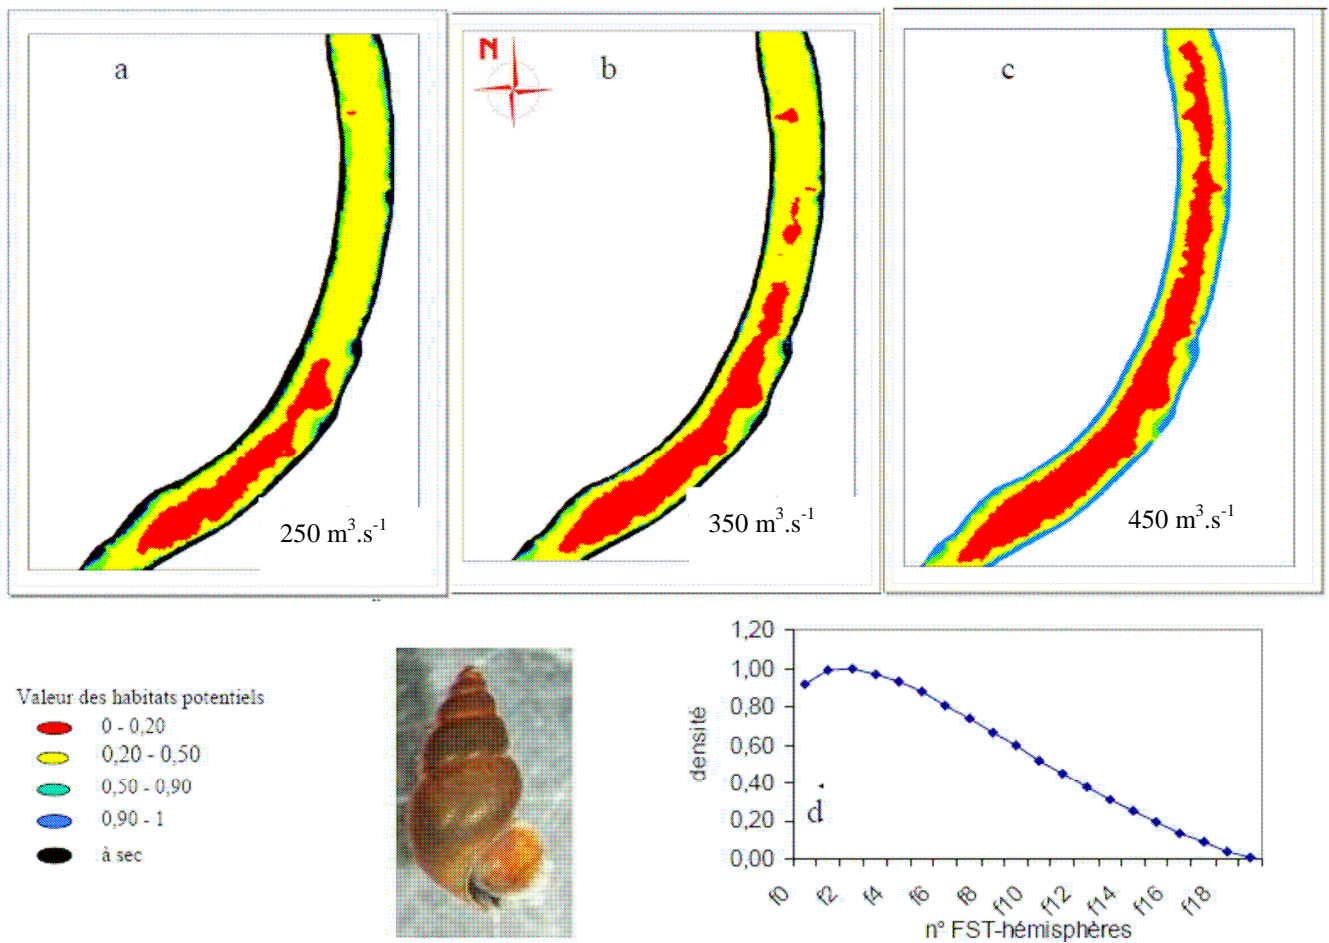 a
N
b
c
250 m³.s⁻¹
350 m³.s⁻¹
450 m³.s⁻¹
Valeur des habitats potentiels
0 - 0,20
0,20 - 0,50
0,50 - 0,90
0,90 - 1
à sec
1,20
1,00
0,80
0,60
0,40
0,20
0,00
densité
d
f0
f2
f4
f6
f8
f10
f12
f14
f16
f18
n° FST-hémisphères